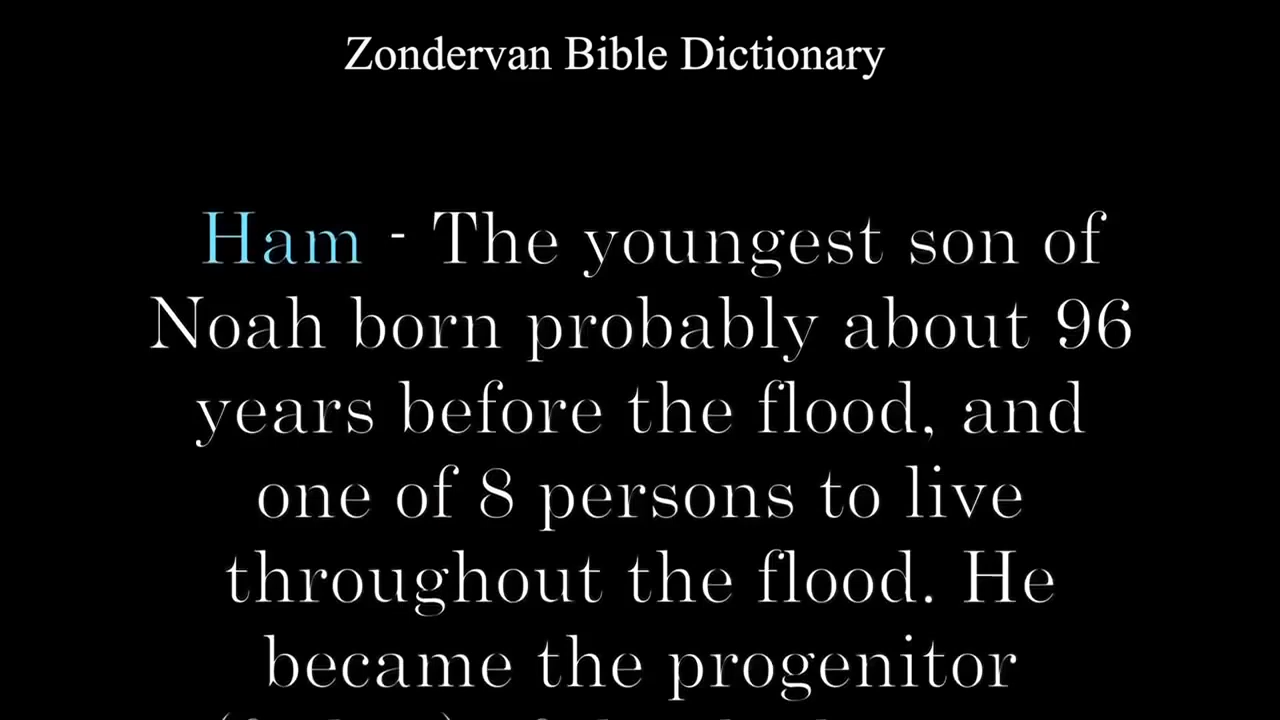 Zondervan Bible Dictionary
Ham - The youngest son of
Noah born probably about 96
years before the flood, and
one of 8 persons to live
throughout the flood. He
became the progenitor